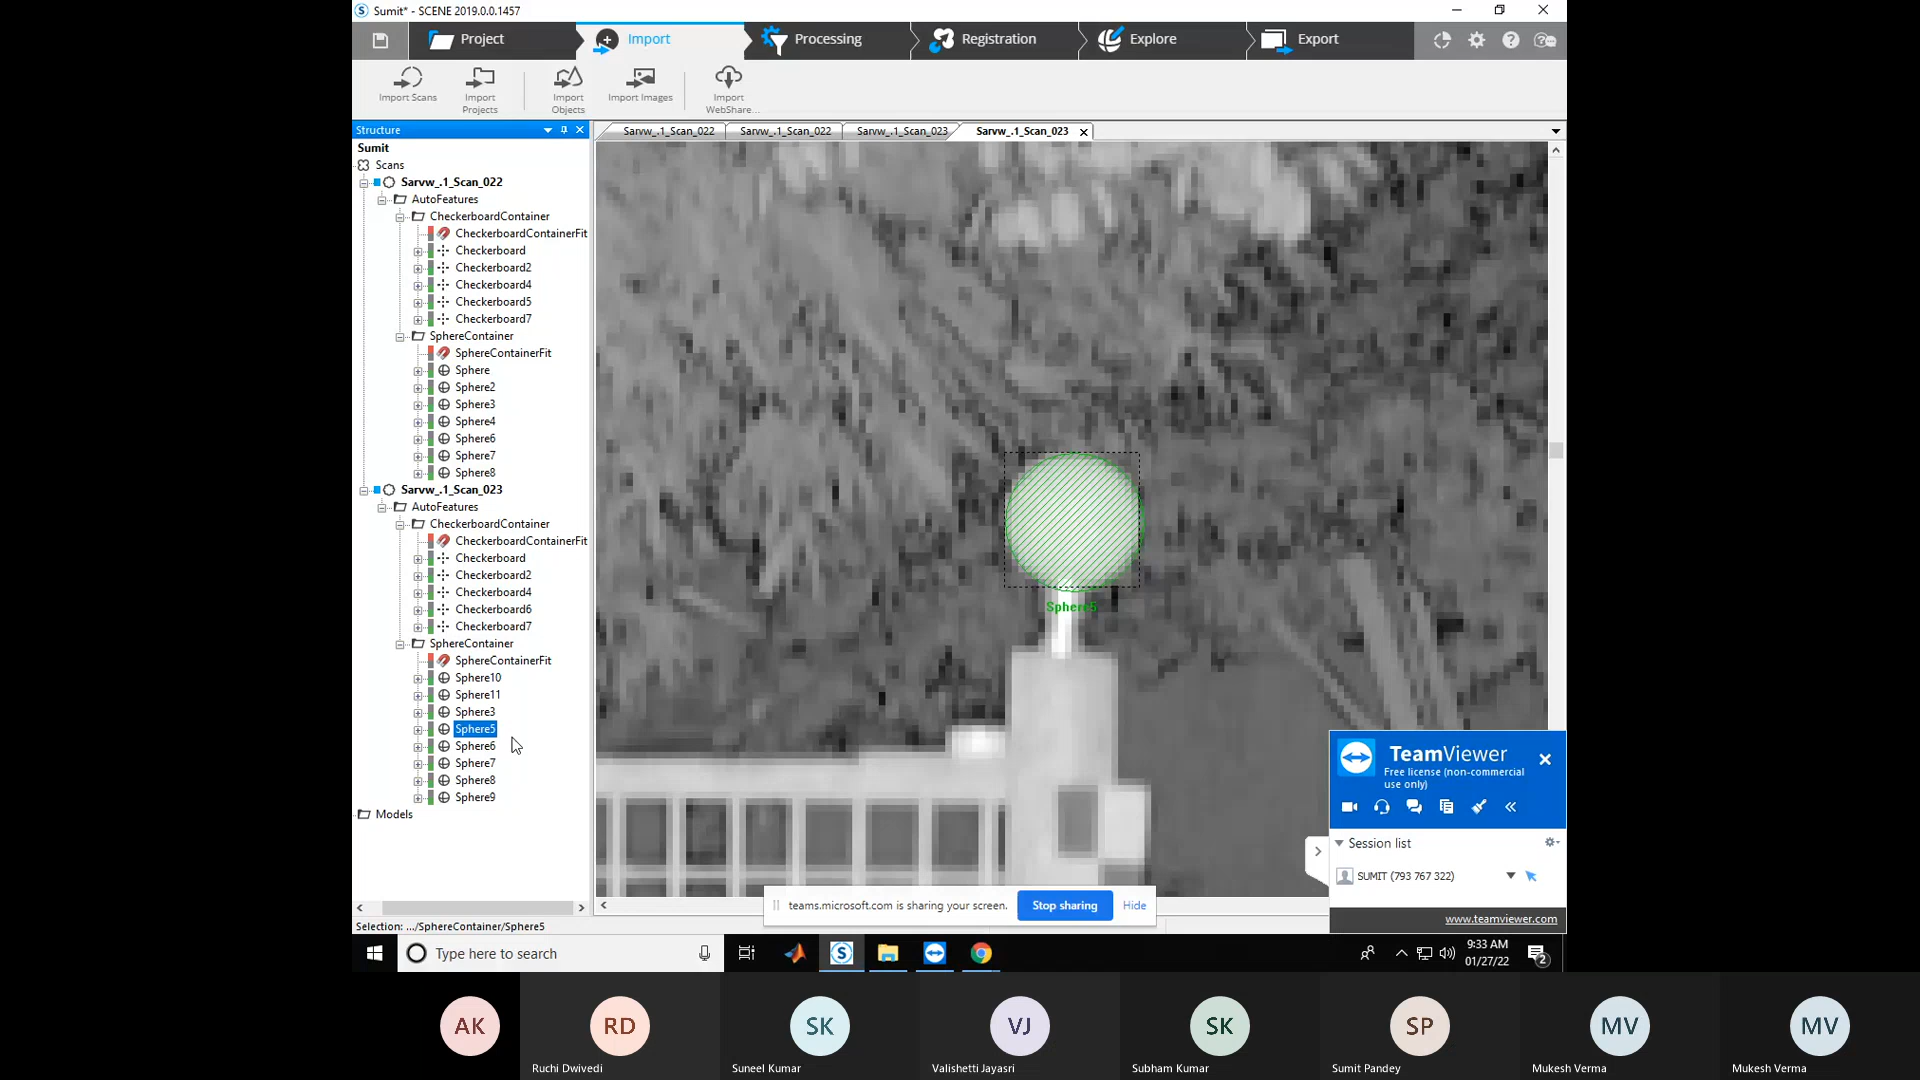 Sumit* - SCENE 2019.0.0.1457
Project
Import
Processing
Registration
Explore
Export
Import Scans
Import Projects
Import Objects
Import Images
Import WebShare...
Structure
Sarvw_.1_Scan_022
Sarvw_.1_Scan_022
Sarvw_.1_Scan_023
Sarvw_.1_Scan_023
Sumit
Scans
Sarvw_.1_Scan_022
AutoFeatures
CheckerboardContainer
CheckerboardContainerFit
Checkerboard
Checkerboard2
Checkerboard4
Checkerboard5
Checkerboard7
SphereContainer
SphereContainerFit
Sphere
Sphere2
Sphere3
Sphere4
Sphere6
Sphere7
Sphere8
Sarvw_.1_Scan_023
AutoFeatures
CheckerboardContainer
CheckerboardContainerFit
Checkerboard
Checkerboard2
Checkerboard4
Checkerboard6
Checkerboard7
SphereContainer
SphereContainerFit
Sphere10
Sphere11
Sphere3
Sphere5
Sphere6
Sphere7
Sphere8
Sphere9
Models
Sphere5
TeamViewer
Free license (non-commercial
use only)
Session list
SUMIT (793 767 322)
www.teamviewer.com
teams.microsoft.com is sharing your screen.
Stop sharing
Hide
Selection: .../SphereContainer/Sphere5
Type here to search
9:33 AM
01/27/22
2
AK
RD
SK
VJ
SK
SP
MV
MV
Ruchi Dwivedi
Suneel Kumar
Valishetti Jayasri
Subham Kumar
Sumit Pandey
Mukesh Verma
Mukesh Verma